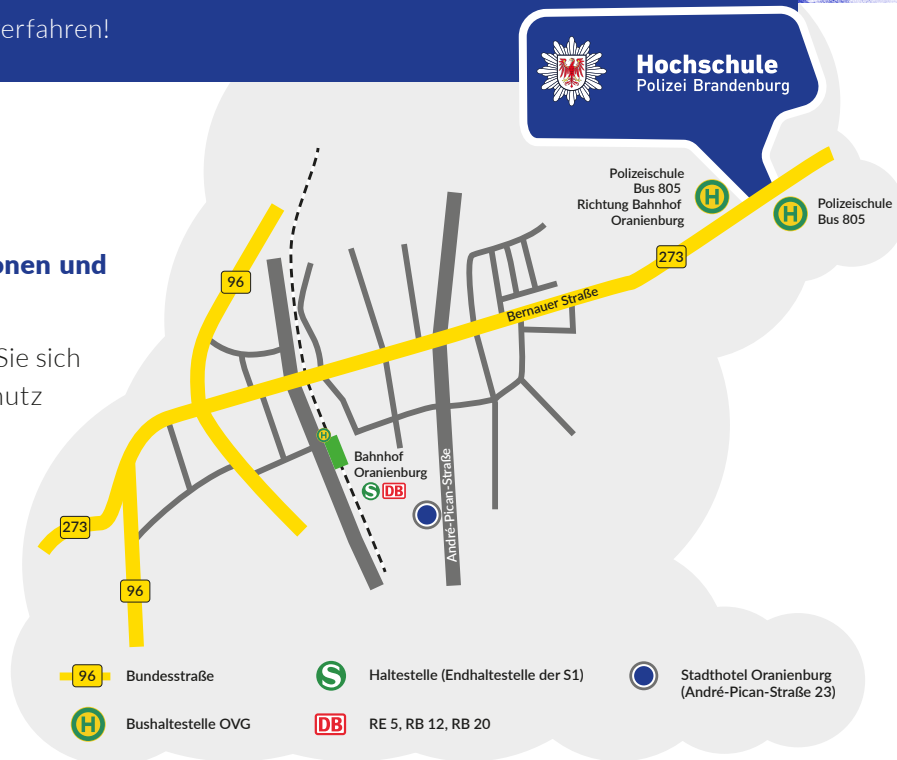 erfahren!
Hochschule
Polizei Brandenburg
onen und
Sie sich
nutz
Polizeischule
Bus 805
Richtung Bahnhof
Oranienburg
H
H
Polizeischule
Bus 805
273
96
Bernauer Straße
H
Bahnhof
Oranienburg
S DB
André-Pican-Straße
273
96
96 Bundesstraße
S Haltestelle (Endhaltestelle der S1)
Stadthotel Oranienburg
(André-Pican-Straße 23)
H Bushaltestelle OVG
DB RE 5, RB 12, RB 20